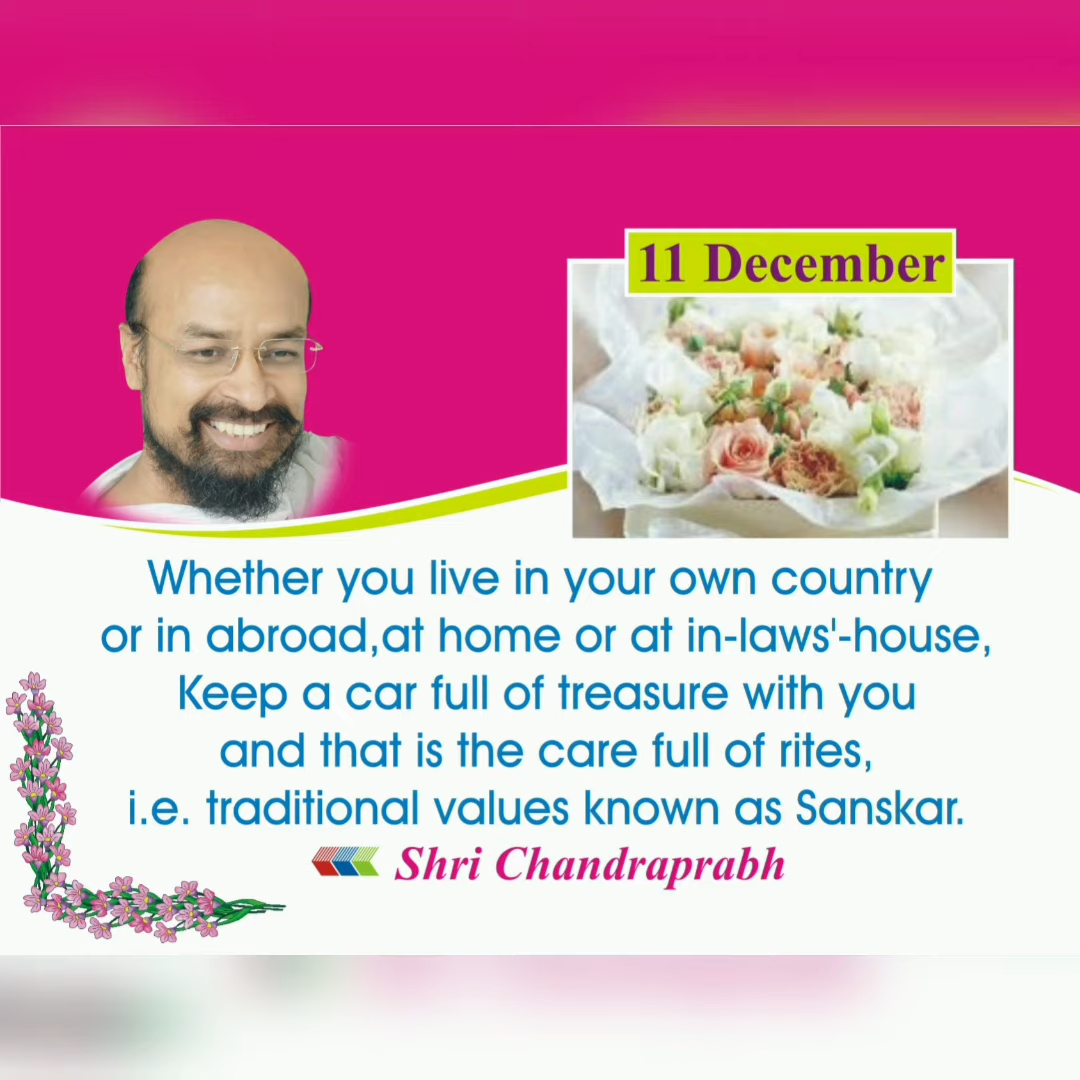 11 December
Whether you live in your own country
or in abroad,at home or at in-laws'-house,
Keep a car full of treasure with you
and that is the care full of rites,
i.e. traditional values known as Sanskar.
Shri Chandraprabh